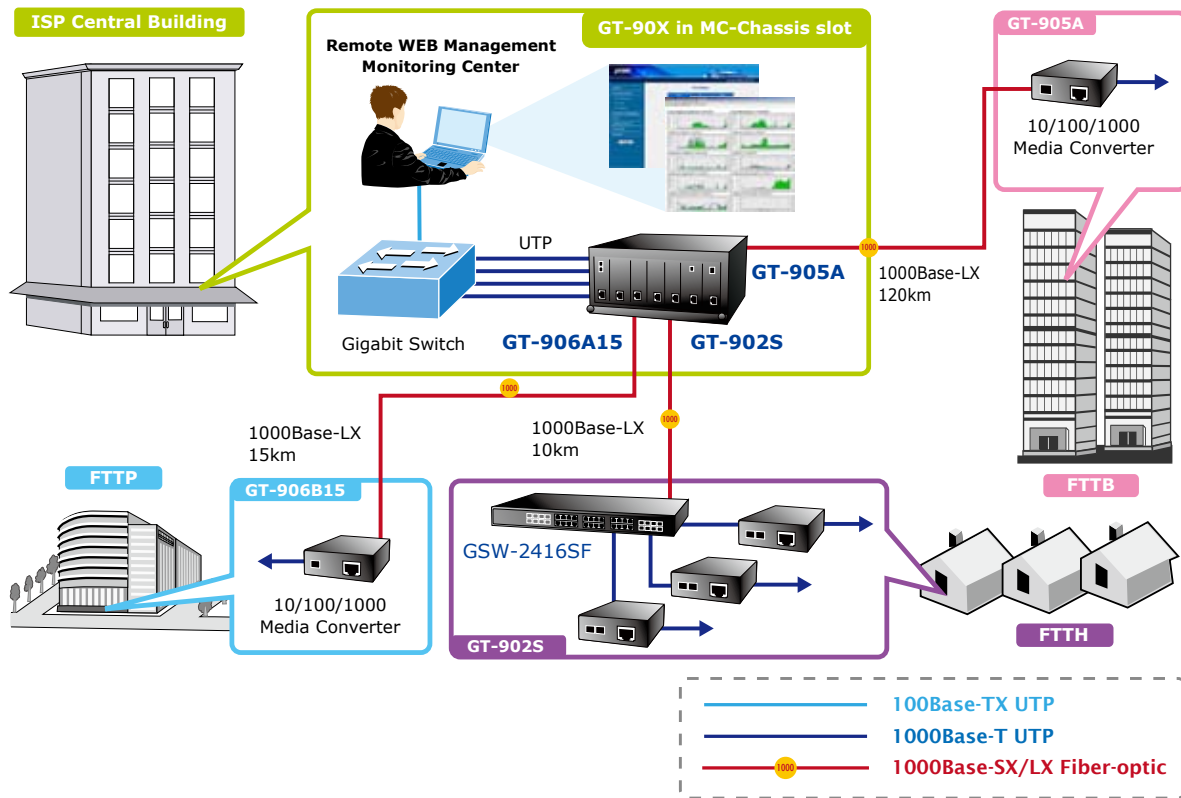 ISP Central Building
GT-90X in MC-Chassis slot
GT-905A
Remote WEB Management
Monitoring Center
10/100/1000
Media Converter
UTP
GT-905A
1000
1000Base-LX
120km
Gigabit Switch
GT-906A15
GT-902S
1000
1000Base-LX
15km
1000Base-LX
10km
1000
FTTP
GT-906B15
FTTB
GSW-2416SF
10/100/1000
Media Converter
GT-902S
FTTH
100Base-TX UTP
1000Base-T UTP
1000
1000Base-SX/LX Fiber-optic